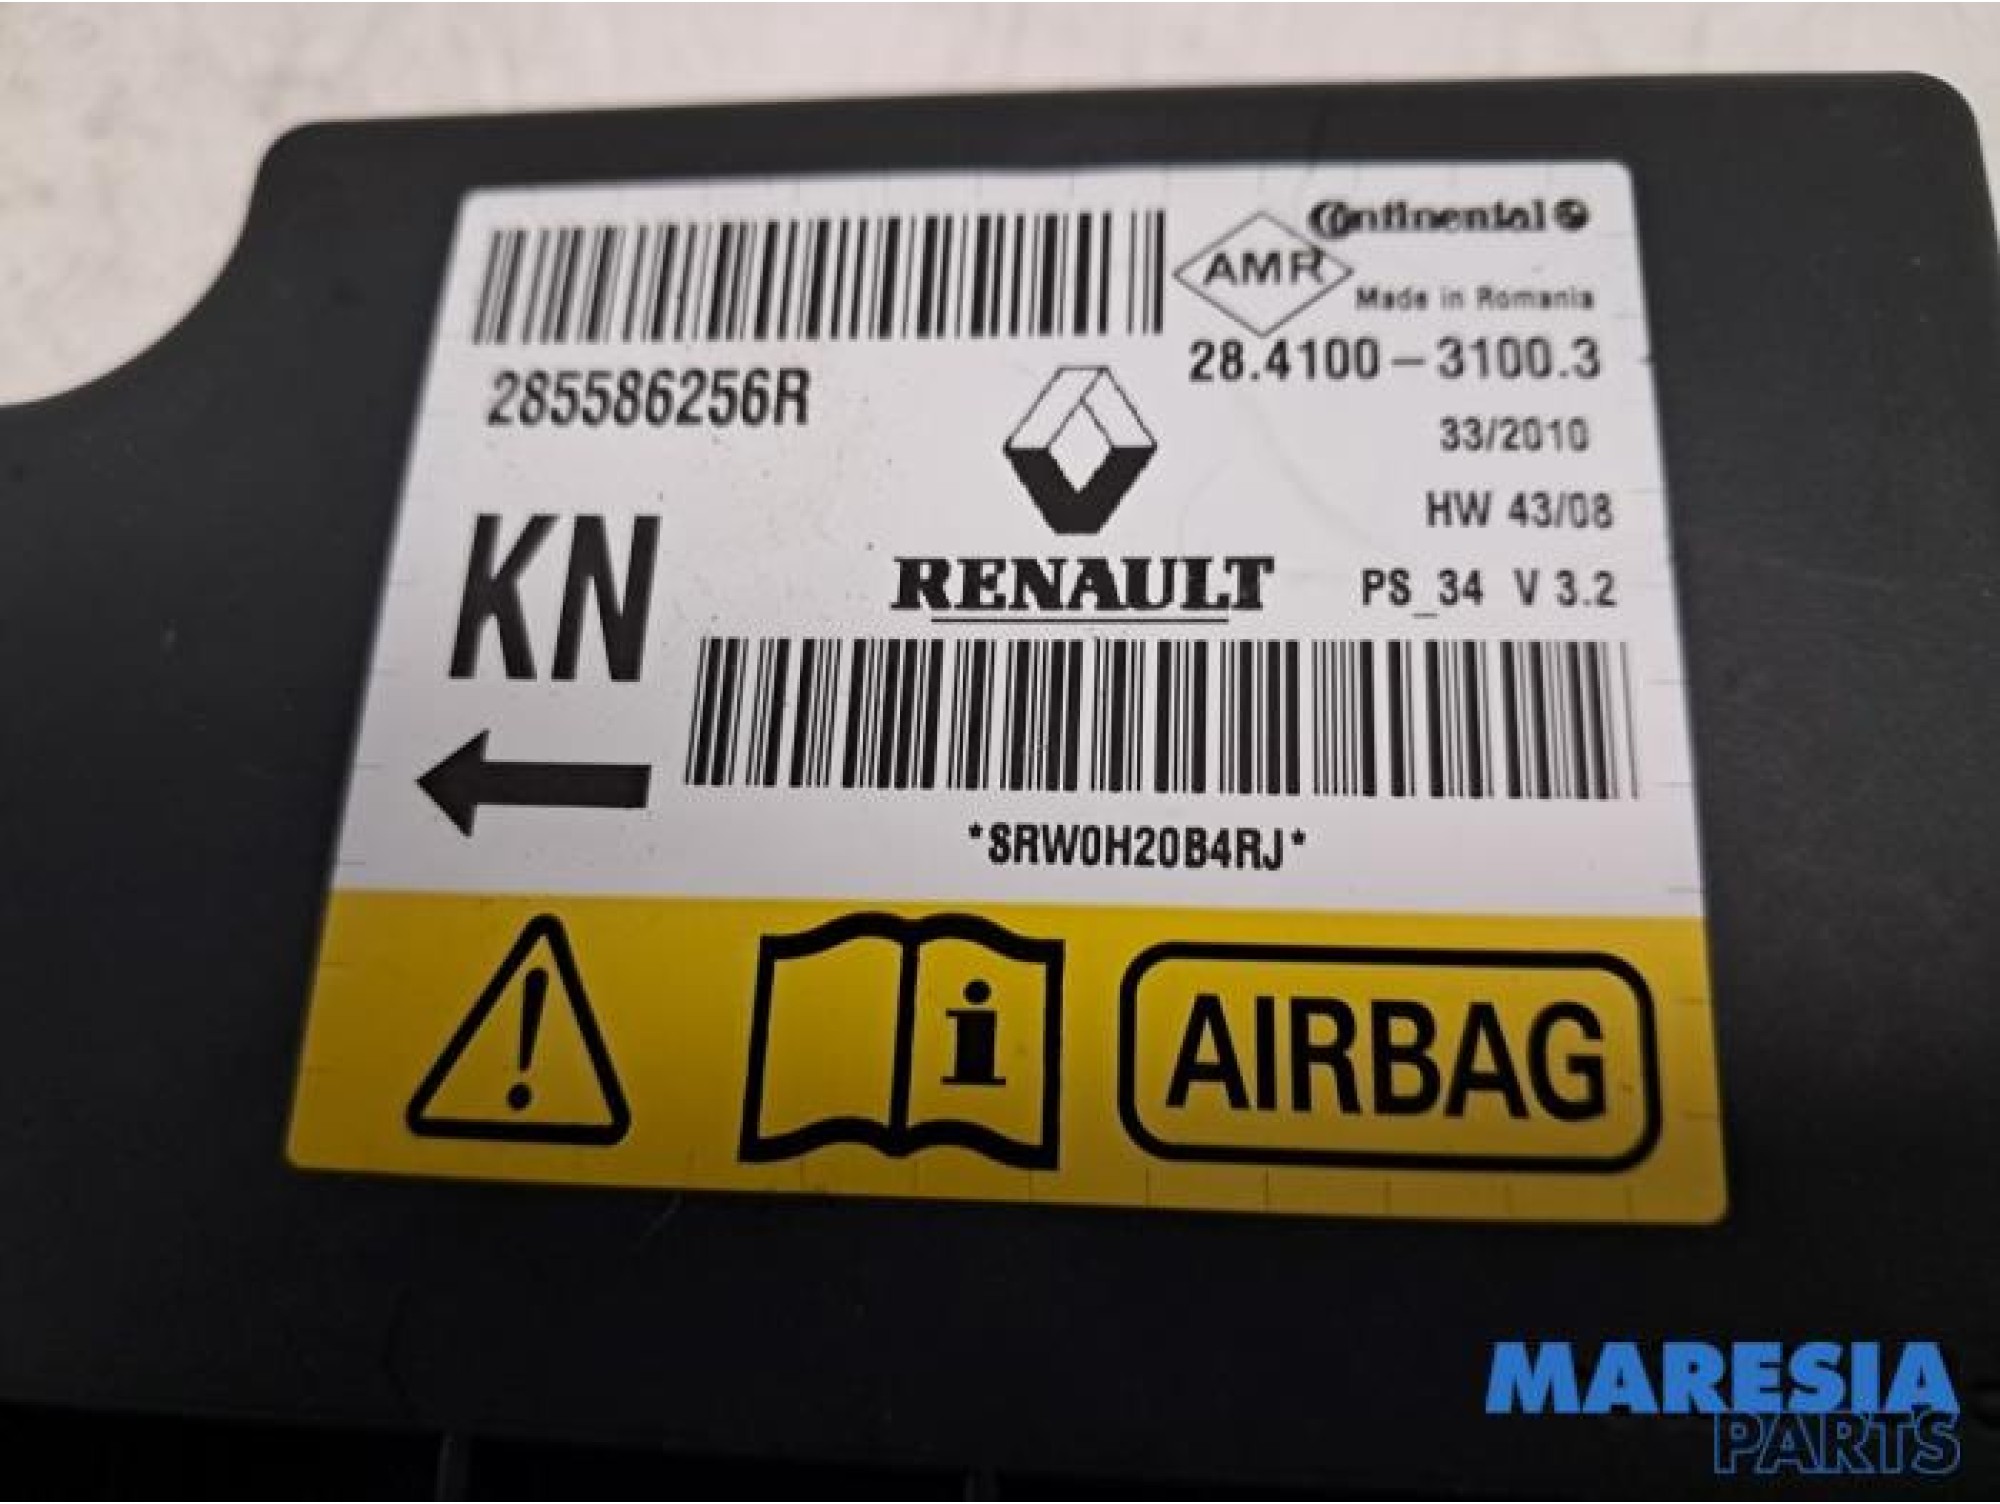 Continental
AMR
Made in Romania
285586256R
28.4100-3100.3
33/2010
HW 43/08
KN
RENAULT
PS_34 V 3.2
*SRW0H20B4RJ*
! i AIRBAG
MARESIA
PARTS